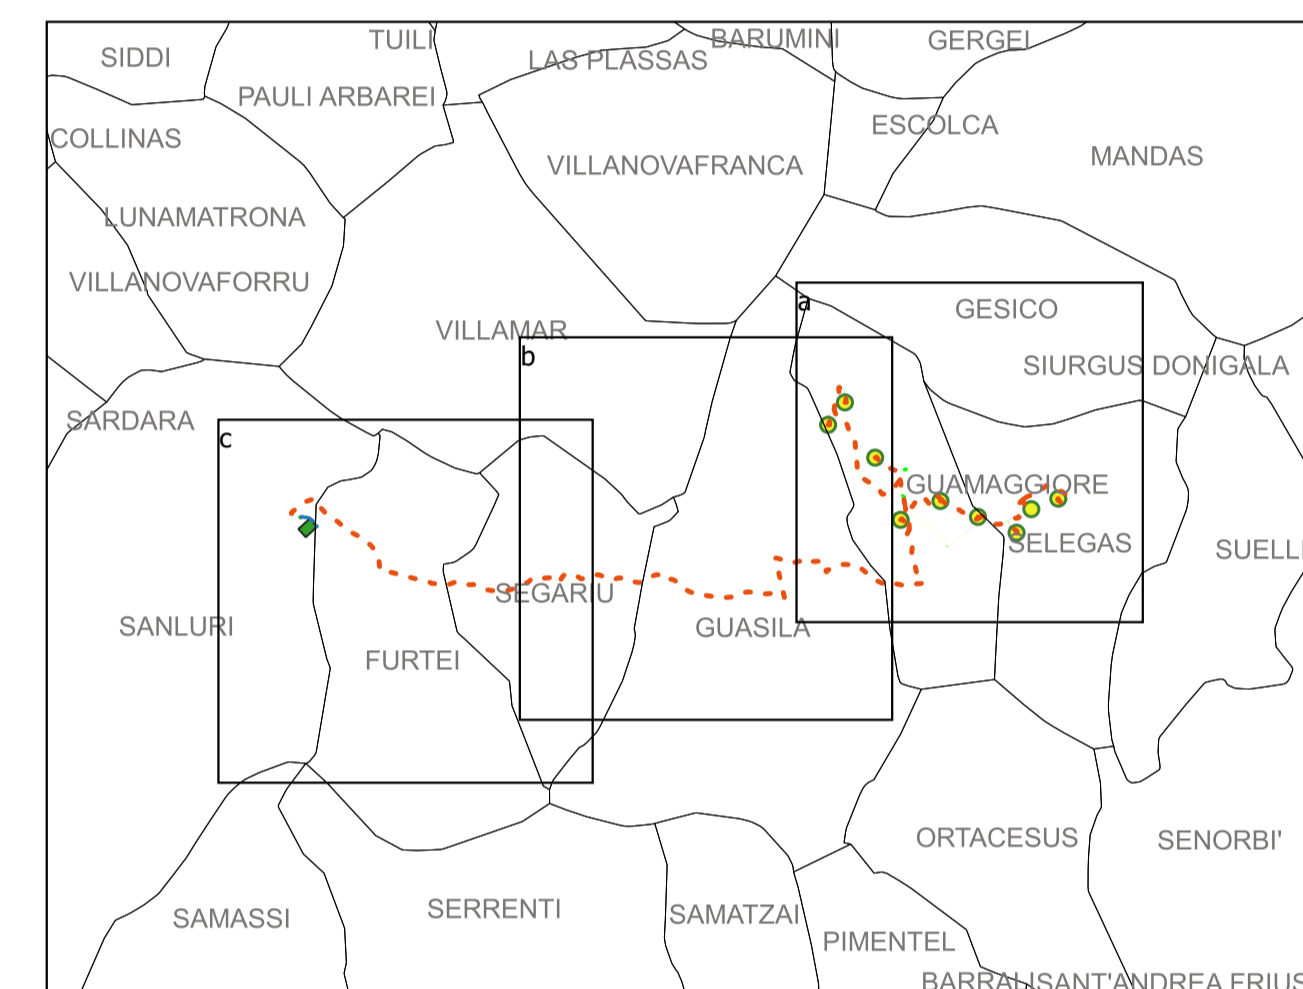 TUILI
BARUMINI
GERGEI
SIDDI
LAS PLASSAS
PAULI ARBAREI
ESCOLCA
COLLINAS
MANDAS
VILLANOVAFRANCA
LUNAMATRONA
VILLANOVAFORRU
a
GESICO
VILLAMAR
b
SIURGUS DONIGALA
SARDARA
c
GUAMAGGIORE
SELEGAS
SUELLI
SEGARIU
SANLURI
GUASILA
FURTEI
ORTACESUS
SENORBI'
SERRENTI
SAMASSI
SAMATZAI
PIMENTEL
BARRALI
SANT'ANDREA FRIUS